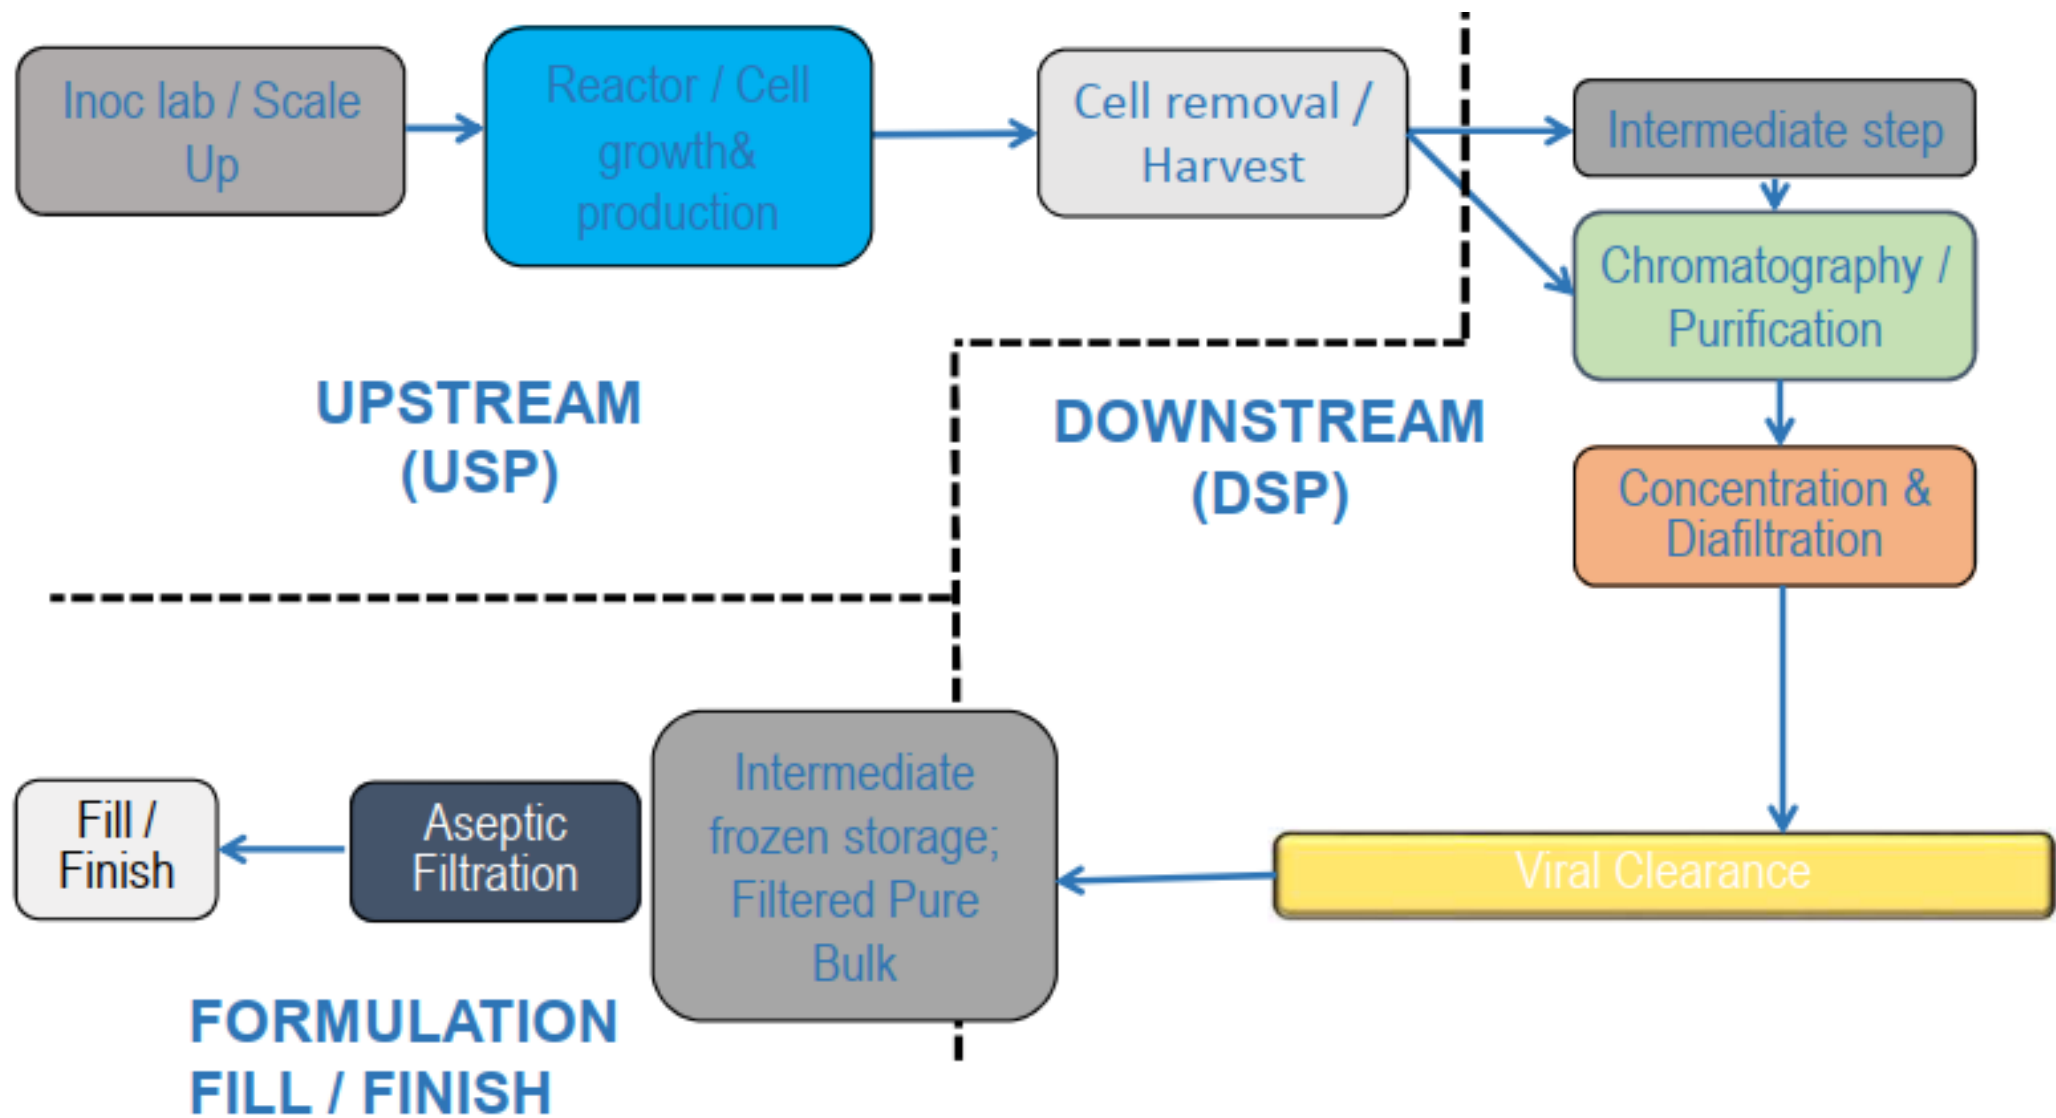 Inoc lab / Scale
Up
Reactor / Cell
growth&
production
Cell removal /
Harvest
Intermediate step
Chromatography /
Purification
UPSTREAM
(USP)
DOWNSTREAM
(DSP)
Concentration &
Diafiltration
Viral Clearance
Intermediate
frozen storage;
Filtered Pure
Bulk
Aseptic
Filtration
Fill /
Finish
FORMULATION
FILL / FINISH